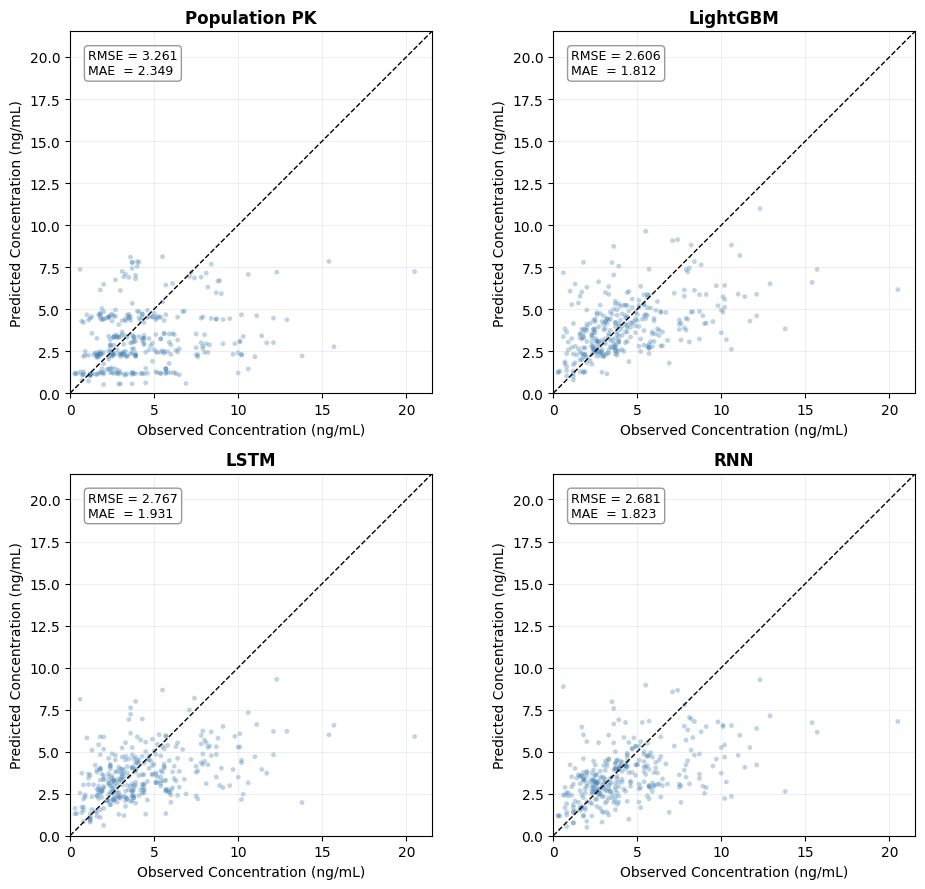 Population PK
RMSE = 3.261
MAE  = 2.349
20.0
17.5
15.0
12.5
10.0
7.5
5.0
2.5
0.0
Predicted Concentration (ng/mL)
0 5 10 15 20
Observed Concentration (ng/mL)
LightGBM
RMSE = 2.606
MAE  = 1.812
20.0
17.5
15.0
12.5
10.0
7.5
5.0
2.5
0.0
Predicted Concentration (ng/mL)
0 5 10 15 20
Observed Concentration (ng/mL)
LSTM
RMSE = 2.767
MAE  = 1.931
20.0
17.5
15.0
12.5
10.0
7.5
5.0
2.5
0.0
Predicted Concentration (ng/mL)
0 5 10 15 20
Observed Concentration (ng/mL)
RNN
RMSE = 2.681
MAE  = 1.823
20.0
17.5
15.0
12.5
10.0
7.5
5.0
2.5
0.0
Predicted Concentration (ng/mL)
0 5 10 15 20
Observed Concentration (ng/mL)